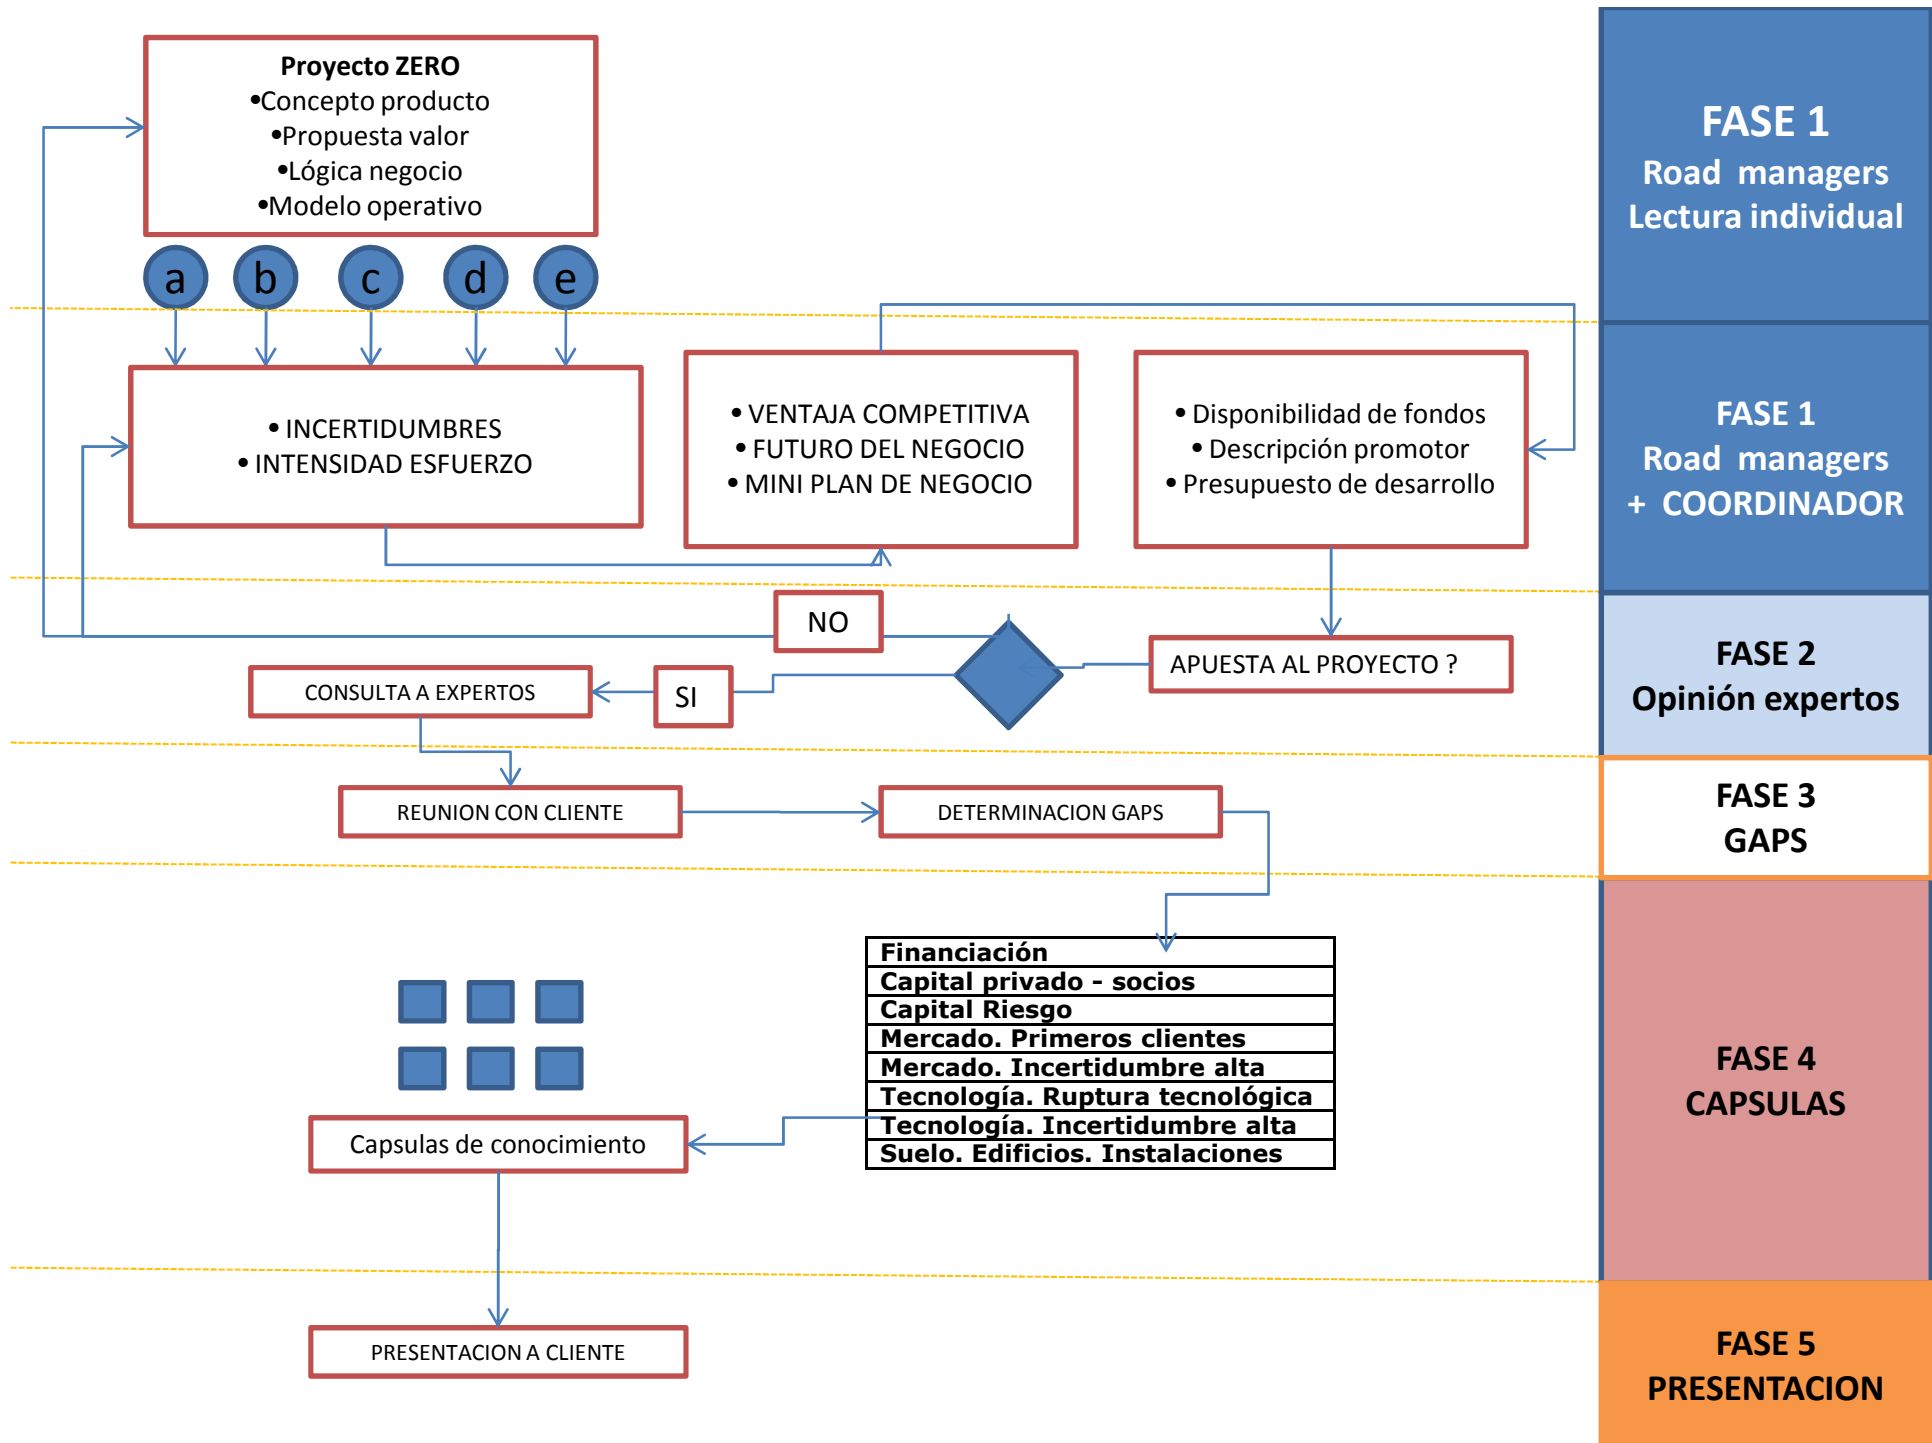 Proyecto ZERO
•Concepto producto
•Propuesta valor
•Lógica negocio
•Modelo operativo
a b c d e
FASE 1
Road managers
Lectura individual
• INCERTIDUMBRES
• INTENSIDAD ESFUERZO
• VENTAJA COMPETITIVA
• FUTURO DEL NEGOCIO
• MINI PLAN DE NEGOCIO
• Disponibilidad de fondos
• Descripción promotor
• Presupuesto de desarrollo
FASE 1
Road managers
+ COORDINADOR
NO
APUESTA AL PROYECTO ?
SI
CONSULTA A EXPERTOS
FASE 2
Opinión expertos
REUNION CON CLIENTE
DETERMINACION GAPS
FASE 3
GAPS
Financiación
Capital privado - socios
Capital Riesgo
Mercado. Primeros clientes
Mercado. Incertidumbre alta
Tecnología. Ruptura tecnológica
Tecnología. Incertidumbre alta
Suelo. Edificios. Instalaciones
Capsulas de conocimiento
FASE 4
CAPSULAS
PRESENTACION A CLIENTE
FASE 5
PRESENTACION